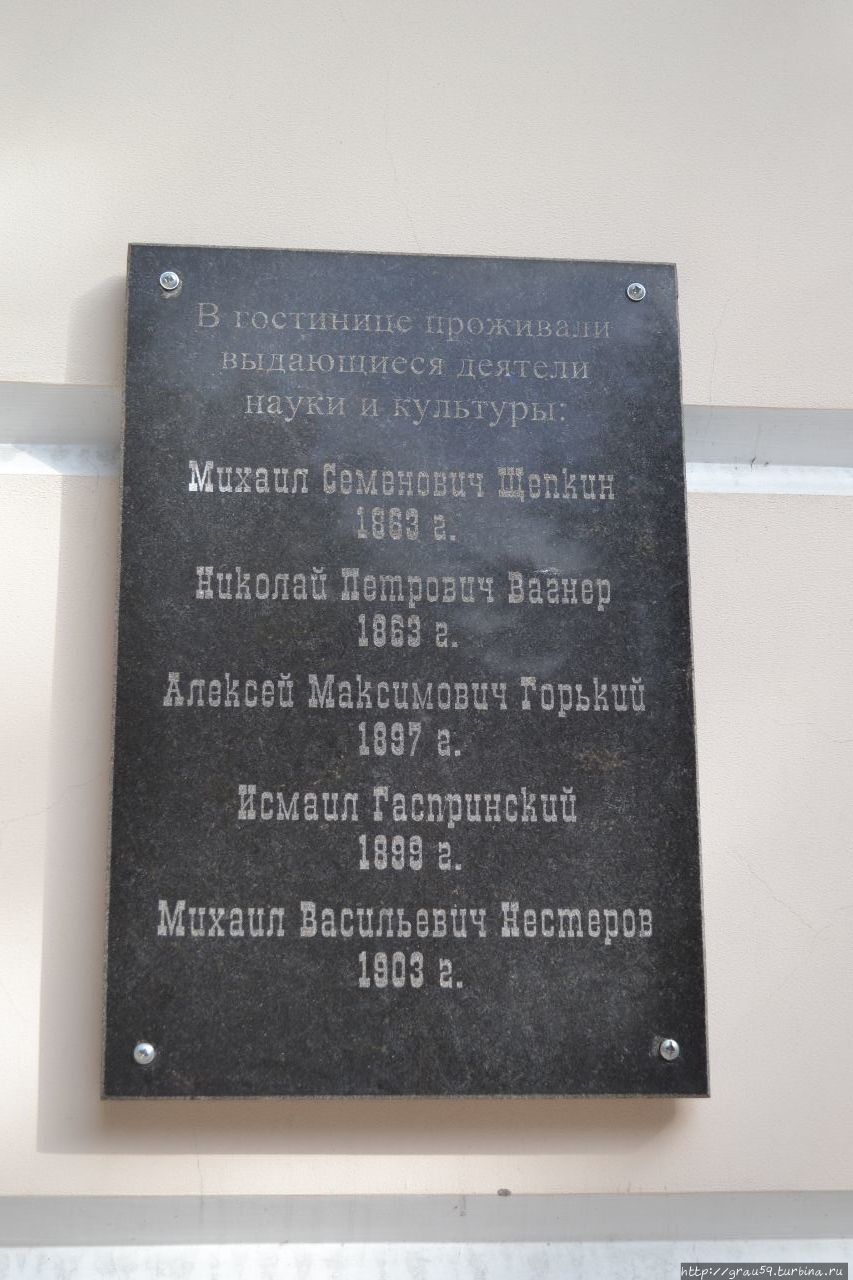 В гостинице проживали
выдающиеся деятели
науки и культуры:
Михаил Семенович Щепкин
1863 г.
Николай Петрович Вагнер
1863 г.
Алексей Максимович Горький
1897 г.
Исмаил Гаспринский
1899 г.
Михаил Васильевич Нестеров
1903 г.
http://grau59.turbina.ru